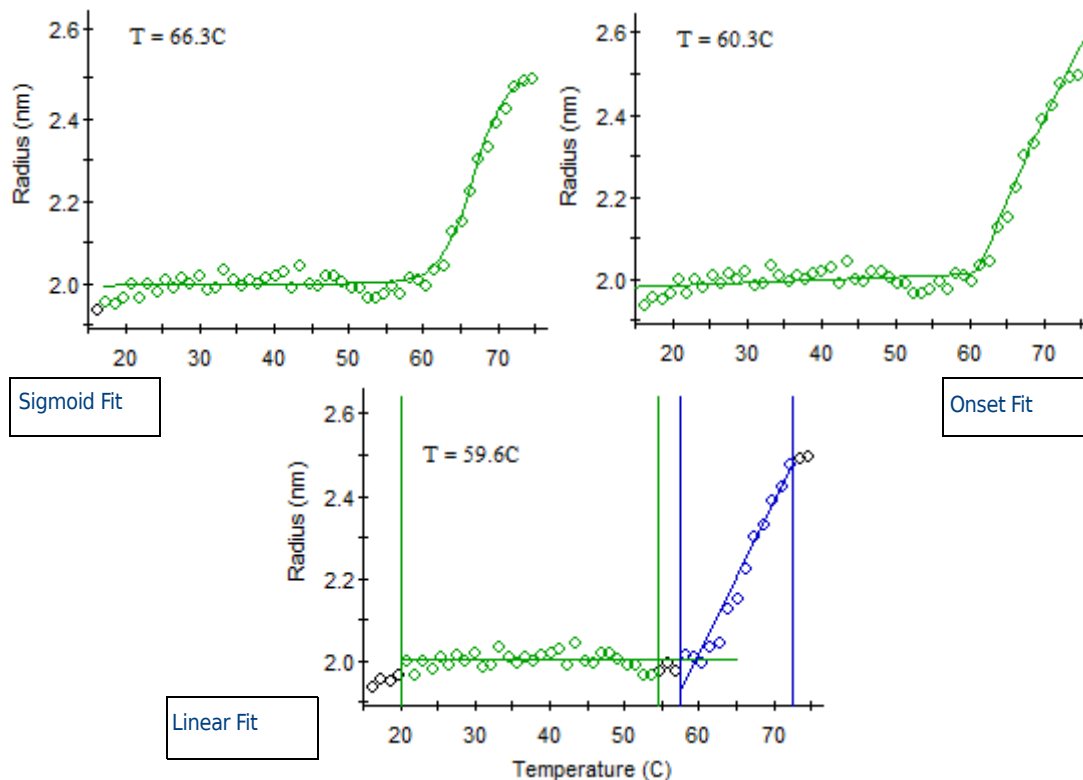 T = 66.3C
Radius (nm)
2.6
2.4
2.2
2.0
20 30 40 50 60 70
Sigmoid Fit
T = 60.3C
Radius (nm)
2.6
2.4
2.2
2.0
20 30 40 50 60 70
Onset Fit
T = 59.6C
Radius (nm)
2.6
2.4
2.2
2.0
20 30 40 50 60 70
Linear Fit
Temperature (C)